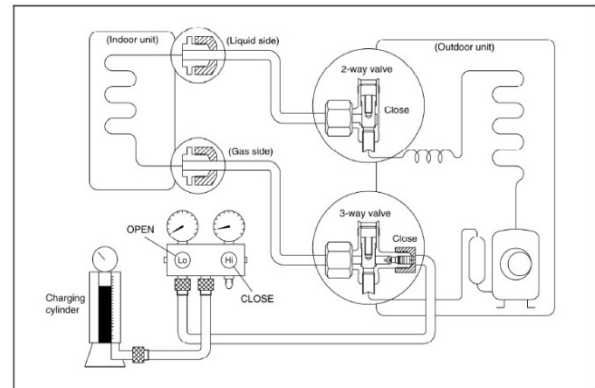 (Indoor unit)
(Liquid side)
(Outdoor unit)
2-way valve
Close
(Gas side)
3-way valve
Close
OPEN
Lo
Hi
CLOSE
Charging
cylinder